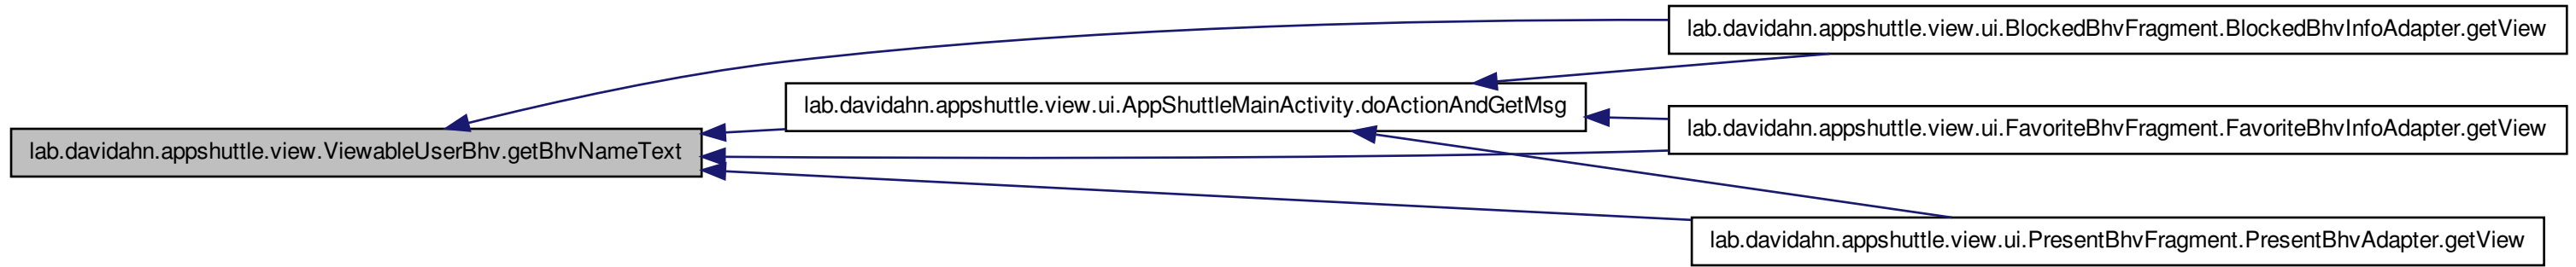 lab.davidahn.appshuttle.view.ui.BlockedBhvFragment.BlockedBhvInfoAdapter.getView
lab.davidahn.appshuttle.view.ui.AppShuttleMainActivity.doActionAndGetMsg
lab.davidahn.appshuttle.view.ui.FavoriteBhvFragment.FavoriteBhvInfoAdapter.getView
lab.davidahn.appshuttle.view.ViewableUserBhv.getBhvNameText
lab.davidahn.appshuttle.view.ui.PresentBhvFragment.PresentBhvAdapter.getView